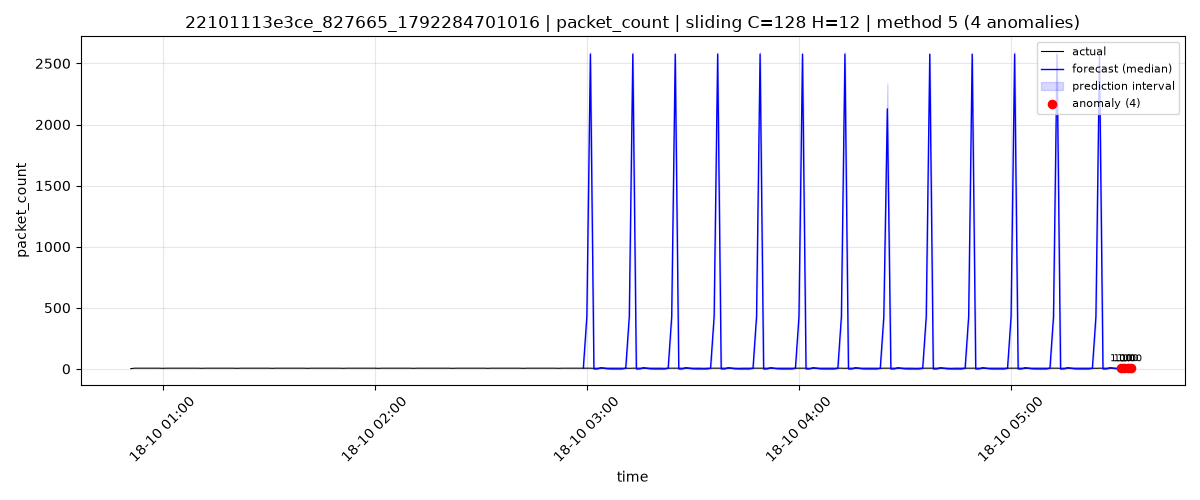 22101113e3ce_827665_1792284701016 | packet_count | sliding C=128 H=12 | method 5 (4 anomalies)
actual
forecast (median)
prediction interval
anomaly (4)
packet_count
2500
2000
1500
1000
500
0
18-10 01:00
18-10 02:00
18-10 03:00
18-10 04:00
18-10 05:00
time